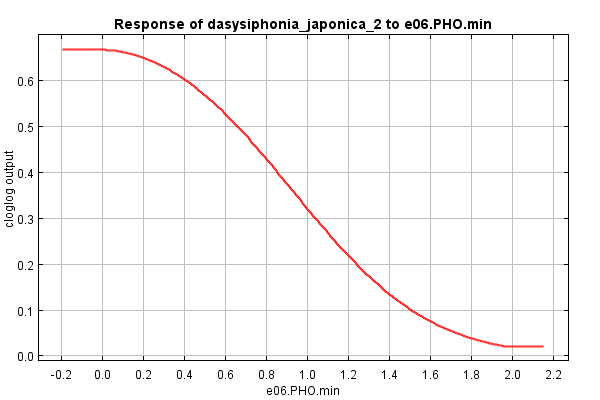 Response of dasysiphonia_japonica_2 to e06.PHO.min
cloglog output
0.6
0.5
0.4
0.3
0.2
0.1
0.0
-0.2 0.0 0.2 0.4 0.6 0.8 1.0 1.2 1.4 1.6 1.8 2.0 2.2
e06.PHO.min